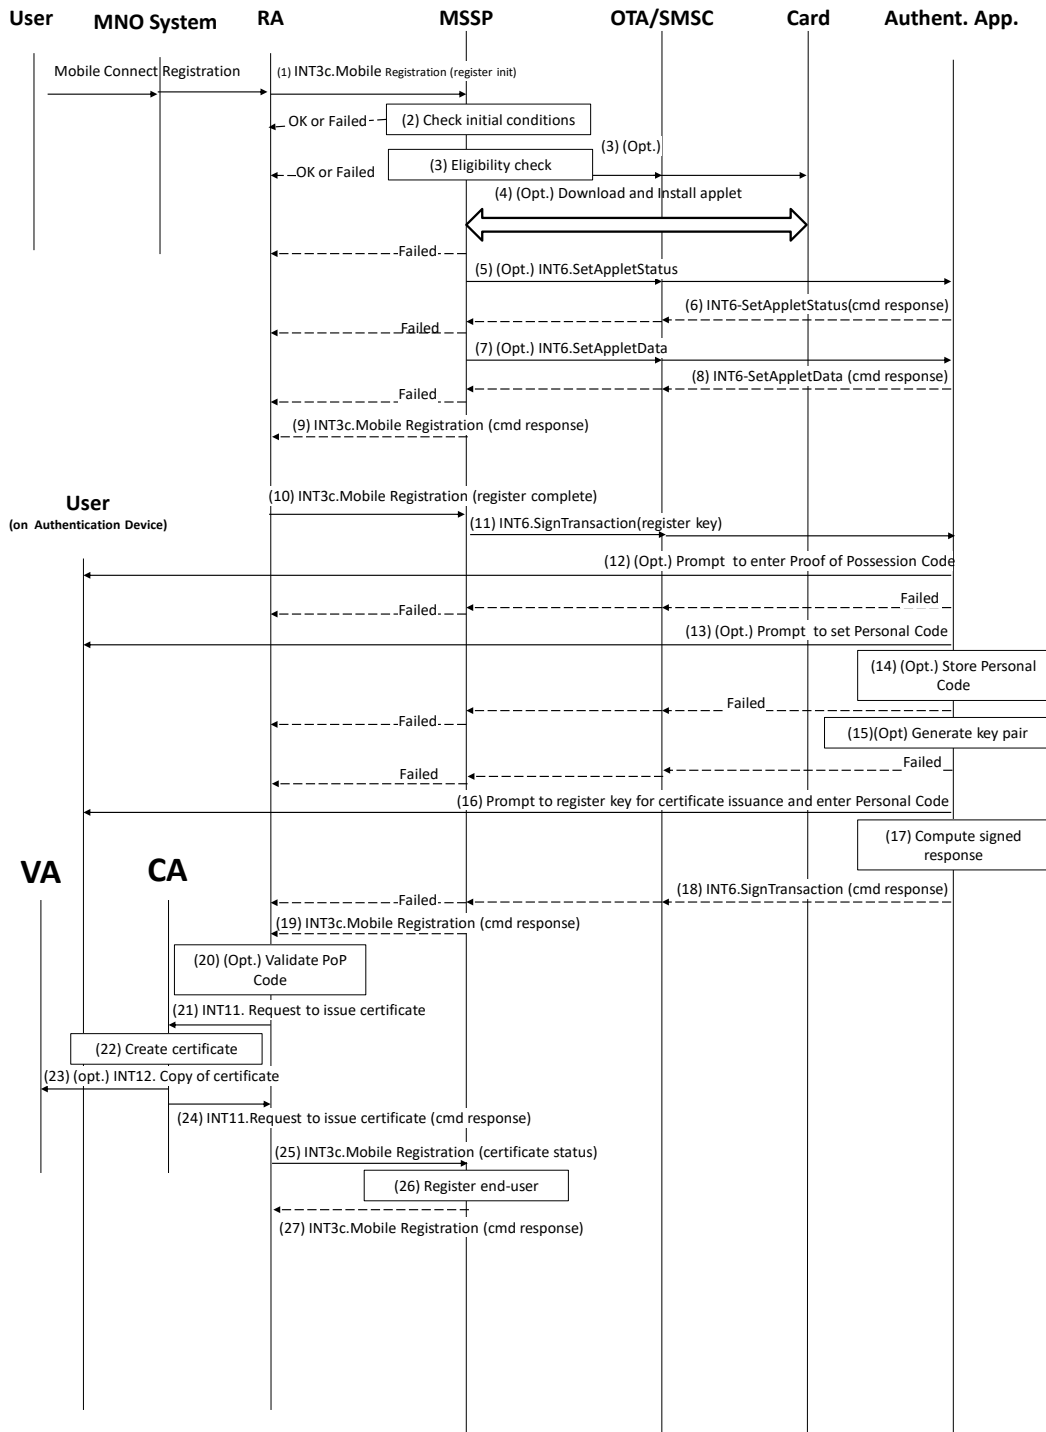 User
MNO System
RA
MSSP
OTA/SMSC
Card
Authent. App.
Mobile Connect Registration
(1) INT3c.Mobile Registration (register init)
OK or Failed
(2) Check initial conditions
(3) (Opt.)
(3) Eligibility check
OK or Failed
(4) (Opt.) Download and Install applet
Failed
(5) (Opt.) INT6.SetAppletStatus
(6) INT6-SetAppletStatus(cmd response)
Failed
(7) (Opt.) INT6.SetAppletData
(8) INT6-SetAppletData (cmd response)
Failed
(9) INT3c.Mobile Registration (cmd response)
(10) INT3c.Mobile Registration (register complete)
User
(on Authentication Device)
(11) INT6.SignTransaction(register key)
(12) (Opt.) Prompt to enter Proof of Possession Code
Failed
Failed
(13) (Opt.) Prompt to set Personal Code
(14) (Opt.) Store Personal
Code
Failed
Failed
(15)(Opt) Generate key pair
Failed
Failed
(16) Prompt to register key for certificate issuance and enter Personal Code
(17) Compute signed
response
VA
CA
(18) INT6.SignTransaction (cmd response)
Failed
(19) INT3c.Mobile Registration (cmd response)
(20) (Opt.) Validate PoP
Code
(21) INT11. Request to issue certificate
(22) Create certificate
(23) (opt.) INT12. Copy of certificate
(24) INT11.Request to issue certificate (cmd response)
(25) INT3c.Mobile Registration (certificate status)
(26) Register end-user
(27) INT3c.Mobile Registration (cmd response)